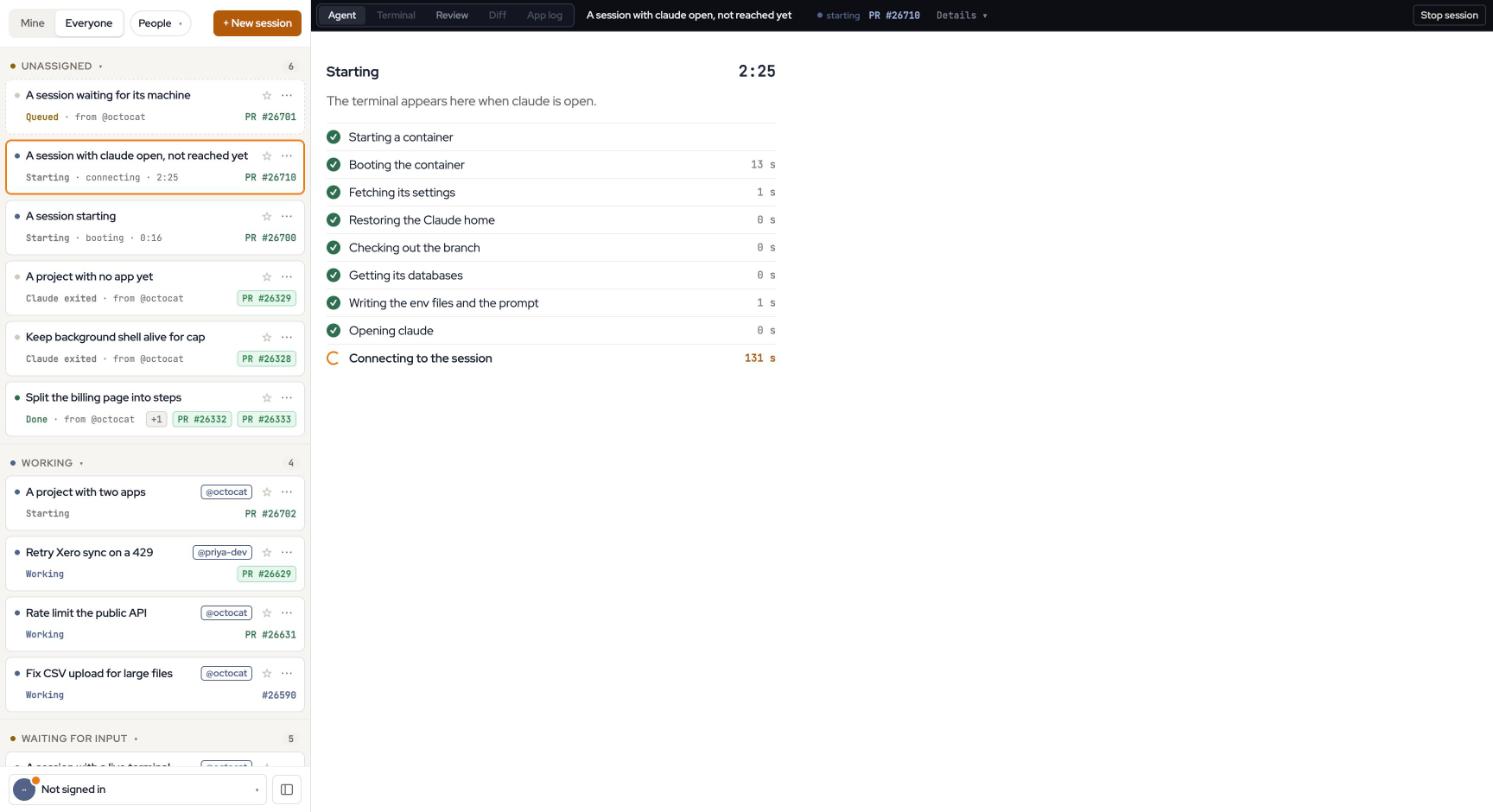 Mine Everyone People + New session
UNASSIGNED 6
A session waiting for its machine
Queued · from @octocat PR #26701
A session with claude open, not reached yet
Starting · connecting · 2:25 PR #26710
A session starting
Starting · booting · 0:16 PR #26700
A project with no app yet
Claude exited · from @octocat PR #26329
Keep background shell alive for cap
Claude exited · from @octocat PR #26328
Split the billing page into steps
Done · from @octocat +1 PR #26332 PR #26333
WORKING 4
A project with two apps @octocat
Starting PR #26702
Retry Xero sync on a 429 @priya-dev
Working PR #26629
Rate limit the public API @octocat
Working PR #26631
Fix CSV upload for large files @octocat
Working #26590
WAITING FOR INPUT 5
A session with a live terminal @octocat
Not signed in
Agent Terminal Review Diff App log A session with claude open, not reached yet starting PR #26710 Details ▾ Stop session
Starting 2:25
The terminal appears here when claude is open.
Starting a container
Booting the container 13 s
Fetching its settings 1 s
Restoring the Claude home 0 s
Checking out the branch 0 s
Getting its databases 0 s
Writing the env files and the prompt 1 s
Opening claude 0 s
Connecting to the session 131 s